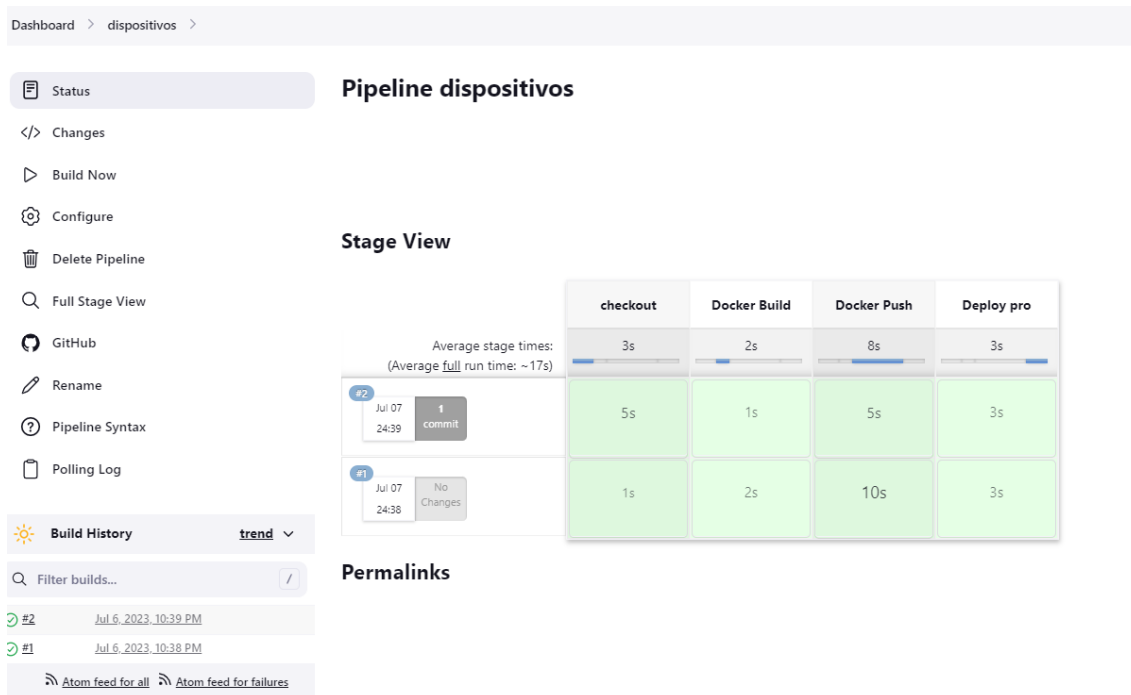 Dashboard > dispositivos >
Status
Changes
Build Now
Configure
Delete Pipeline
Full Stage View
GitHub
Rename
Pipeline Syntax
Polling Log
Build History trend
Filter builds... /
#2 Jul 6, 2023, 10:39 PM
#1 Jul 6, 2023, 10:38 PM
Atom feed for all Atom feed for failures
Pipeline dispositivos
Stage View
checkout Docker Build Docker Push Deploy pro
Average stage times: 3s 2s 8s 3s
(Average full run time: ~17s)
#2
Jul 07 1
24:39 commit
5s 1s 5s 3s
#1
Jul 07 No
24:38 Changes
1s 2s 10s 3s
Permalinks